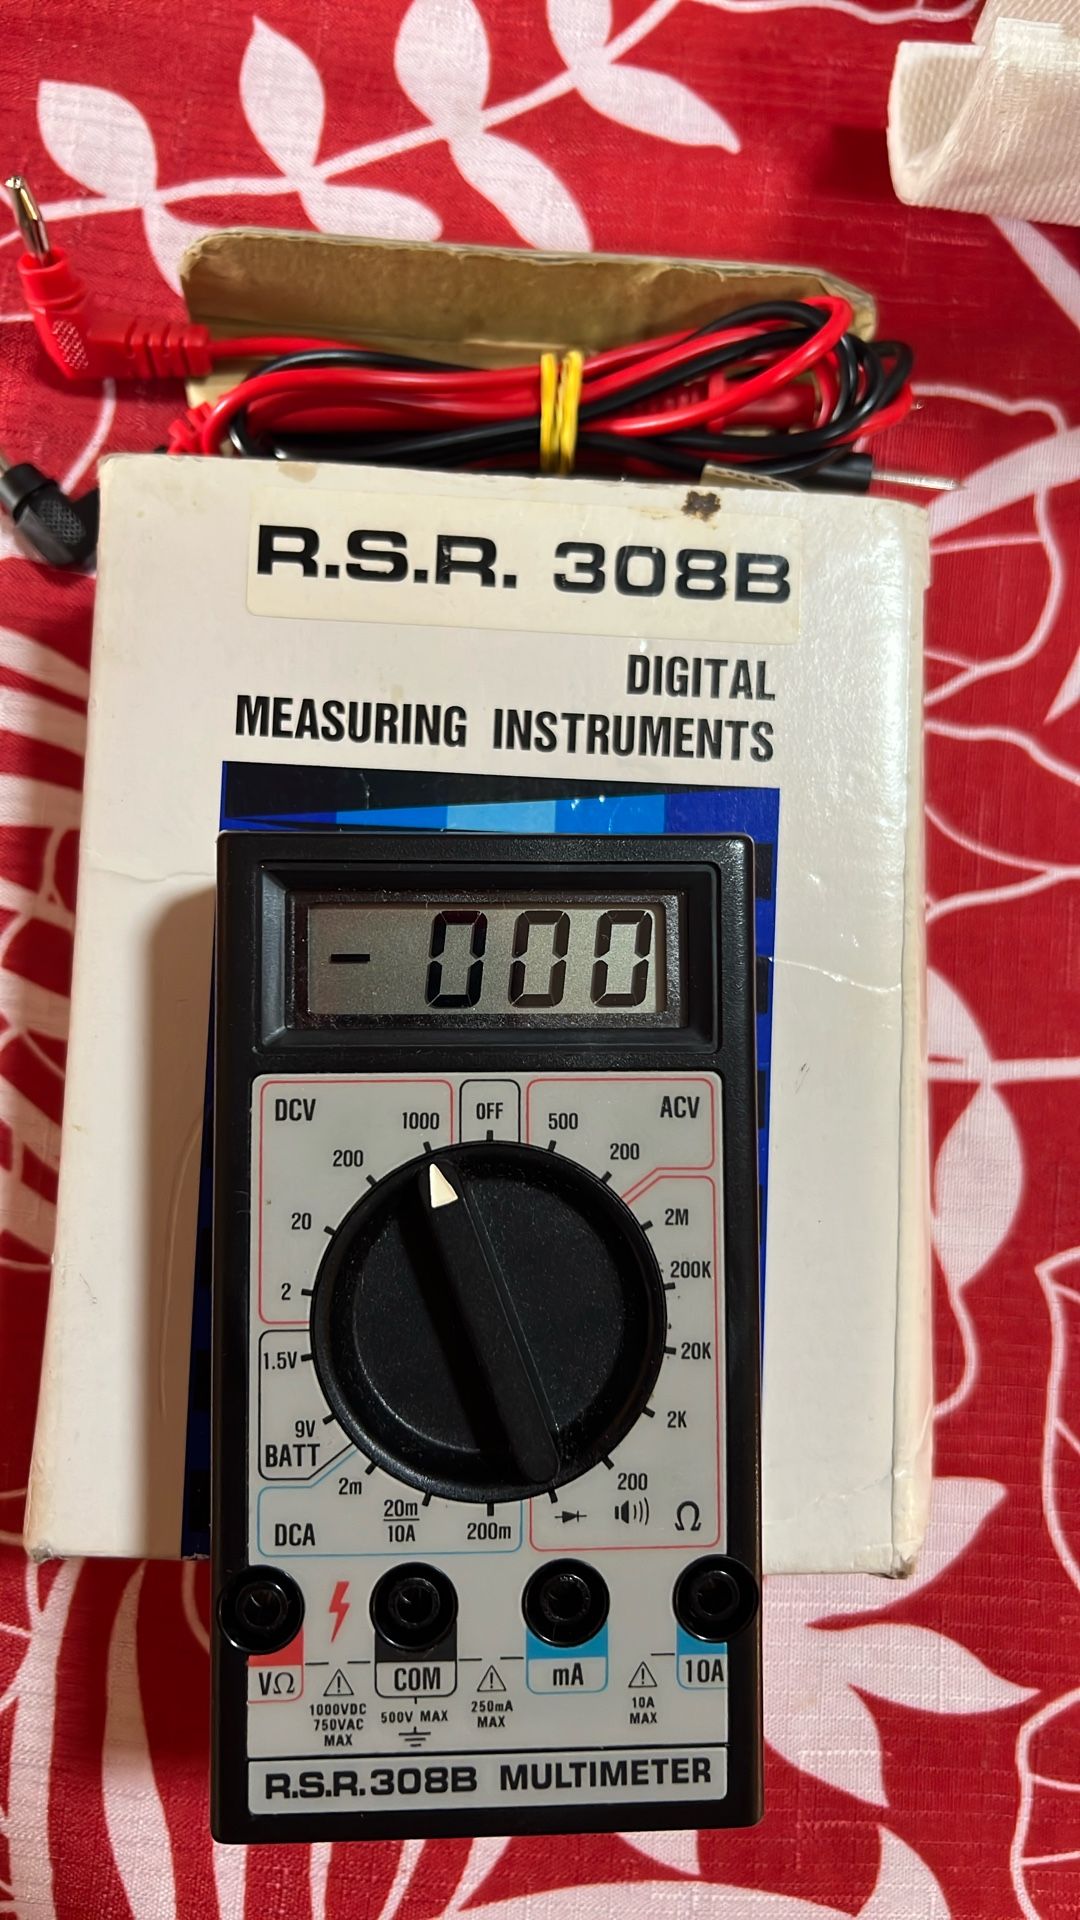 R.S.R. 308B
DIGITAL
MEASURING INSTRUMENTS
- 000
DCV
1000
OFF
500
ACV
200
200
20
2M
2
200K
1.5V
20K
9V
BATT
2K
2m
200
DCA
20m
10A
200m
Ω
VΩ
COM
mA
10A
1000VDC
750VAC
MAX
500V MAX
250mA
MAX
10A
MAX
R.S.R. 308B MULTIMETER